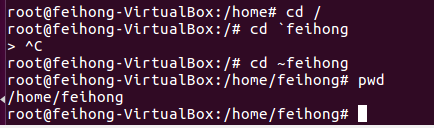 root@feihong-VirtualBox:/home# cd /
root@feihong-VirtualBox:/# cd `feihong
> ^C
root@feihong-VirtualBox:/# cd ~feihong
root@feihong-VirtualBox:/home/feihong# pwd
/home/feihong
root@feihong-VirtualBox:/home/feihong#